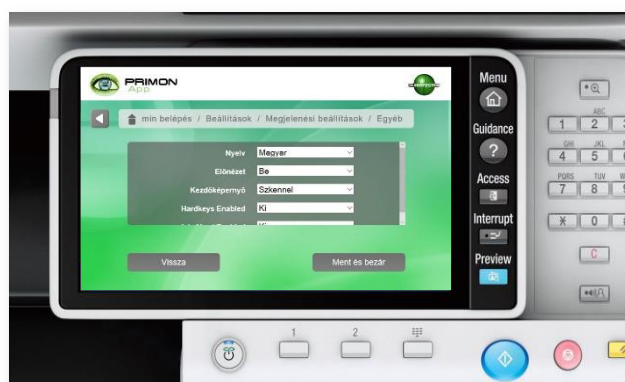 PRIMON
App
min belépés / Beállítások / Megjelenési beállítások / Egyéb
Nyelv Magyar
Előnézet Be
Kezdőképernyő Szkennel
Hardkeys Enabled Ki
Vissza Ment és bezár
Menu
Guidance
?
Access
Interrupt
Preview
ABC
1 2
GHI JKL
4 5
PQRS TUV
7 8
0
C
1 2